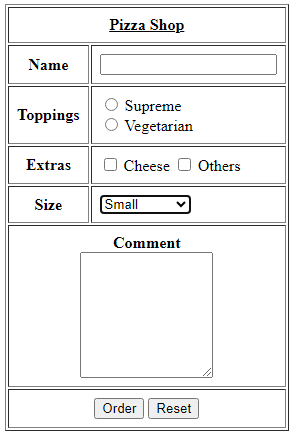 Pizza Shop
Name
Toppings
Supreme
Vegetarian
Extras
Cheese Others
Size
Small
Comment
Order Reset